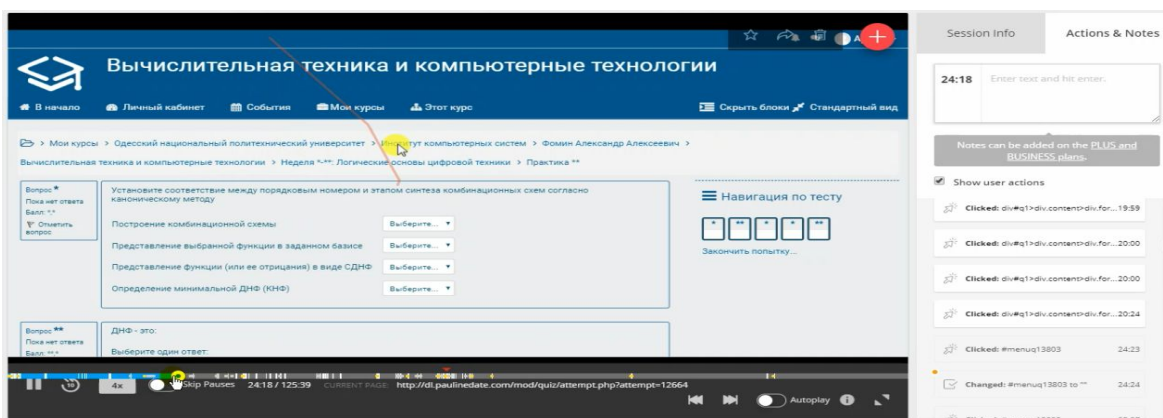 Session Info
Actions & Notes
Вычислительная техника и компьютерные технологии
В начало
Личный кабинет
События
Мои курсы
Этот курс
Скрыть блоки
Стандартный вид
> Мои курсы > Одесский национальный политехнический университет > Институт компьютерных систем > Фомин Александр Алексеевич >
Вычислительная техника и компьютерные технологии > Неделя *-**: Логические основы цифровой техники > Практика **
Вопрос *
Пока нет ответа
Балл: *,*
Отметить
вопрос
Установите соответствие между порядковым номером и этапом синтеза комбинационных схем согласно
каноническому методу
Построение комбинационной схемы
Выберите...
Представление выбранной функции в заданном базисе
Выберите...
Представление функции (или ее отрицания) в виде СДНФ
Выберите...
Определение минимальной ДНФ (КНФ)
Выберите...
Навигация по тесту
* ** * * *
Закончить попытку...
Вопрос **
Пока нет ответа
Балл: **,*
ДНФ - это:
Выберите один ответ:
4x
Skip Pauses
24:18 / 125:39
CURRENT PAGE:
http://dl.paulinedate.com/mod/quiz/attempt.php?attempt=12664
Autoplay
24:18
Enter text and hit enter.
Notes can be added on the PLUS and
BUSINESS plans.
Show user actions
Clicked: div#q1>div.content>div.for...19:59
Clicked: div#q1>div.content>div.for...20:00
Clicked: div#q1>div.content>div.for...20:00
Clicked: div#q1>div.content>div.for...20:24
Clicked: #menuq13803 24:23
Changed: #menuq13803 to "" 24:24